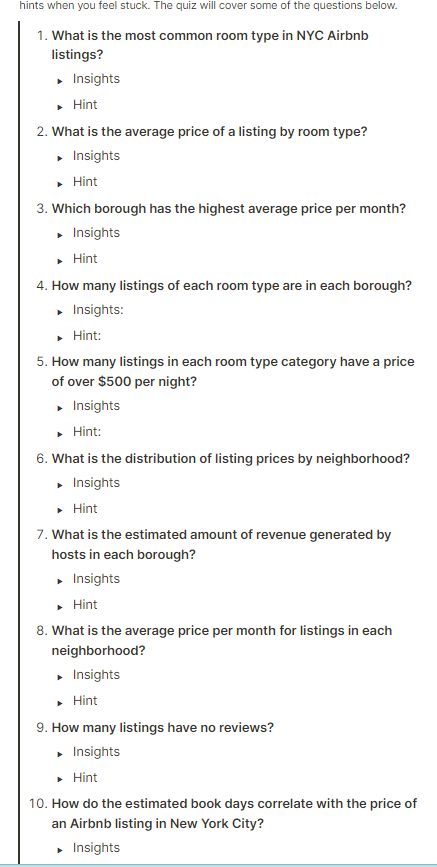 hints when you feel stuck. The quiz will cover some of the questions below.
1. What is the most common room type in NYC Airbnb
listings?
▸ Insights
▸ Hint
2. What is the average price of a listing by room type?
▸ Insights
▸ Hint
3. Which borough has the highest average price per month?
▸ Insights
▸ Hint
4. How many listings of each room type are in each borough?
▸ Insights:
▸ Hint:
5. How many listings in each room type category have a price
of over $500 per night?
▸ Insights
▸ Hint:
6. What is the distribution of listing prices by neighborhood?
▸ Insights
▸ Hint
7. What is the estimated amount of revenue generated by
hosts in each borough?
▸ Insights
▸ Hint
8. What is the average price per month for listings in each
neighborhood?
▸ Insights
▸ Hint
9. How many listings have no reviews?
▸ Insights
▸ Hint
10. How do the estimated book days correlate with the price of
an Airbnb listing in New York City?
▸ Insights